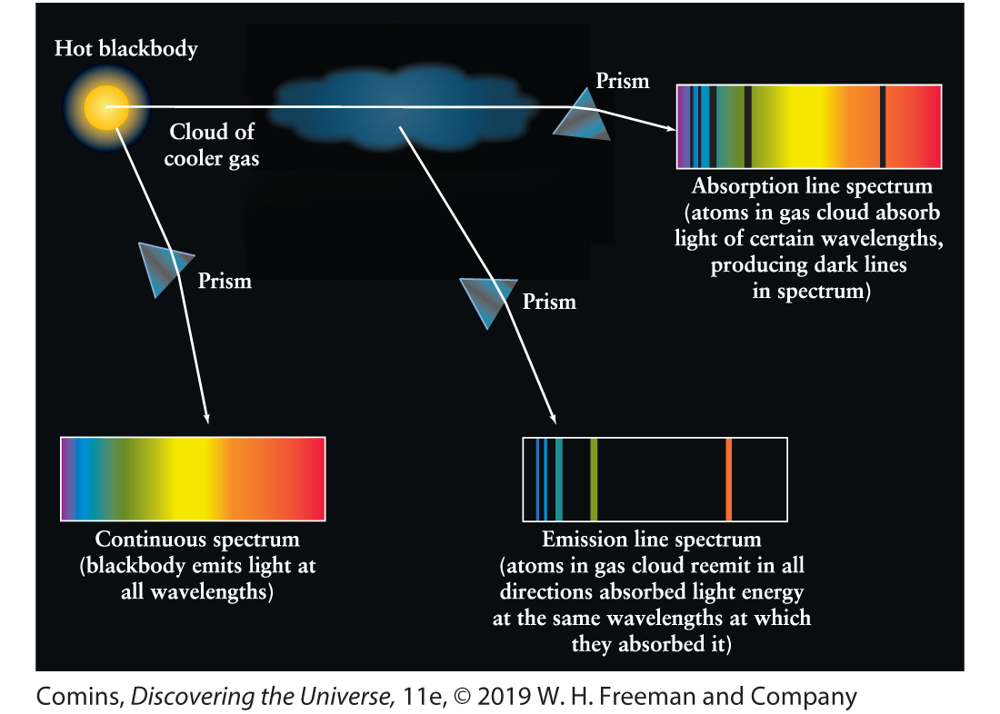 Hot blackbody
Prism
Cloud of
cooler gas
Absorption line spectrum
(atoms in gas cloud absorb
light of certain wavelengths,
producing dark lines
in spectrum)
Prism
Prism
Continuous spectrum
(blackbody emits light at
all wavelengths)
Emission line spectrum
(atoms in gas cloud reemit in all
directions absorbed light energy
at the same wavelengths at which
they absorbed it)
Comins, Discovering the Universe, 11e, © 2019 W. H. Freeman and Company